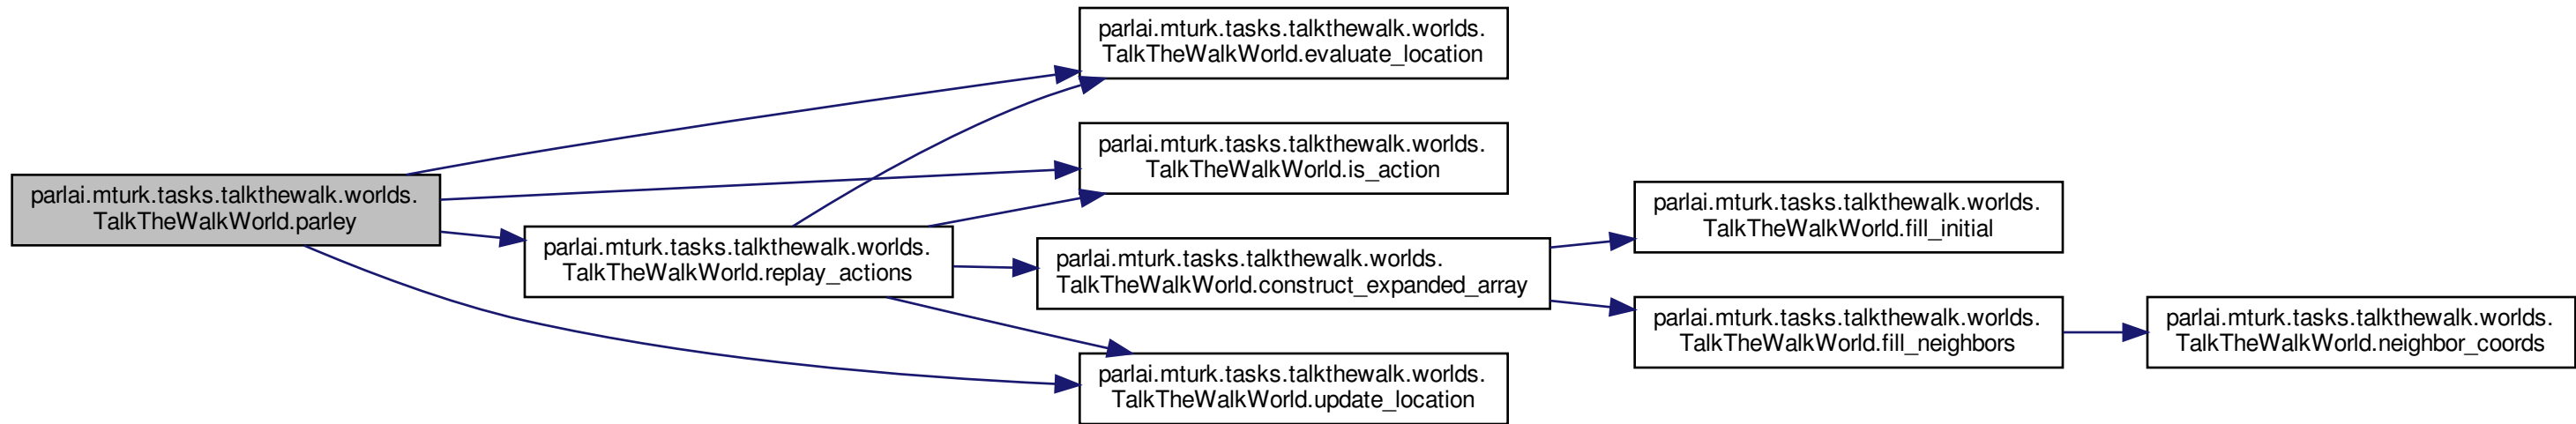 parlai.mturk.tasks.talkthewalk.worlds.
TalkTheWalkWorld.parley
parlai.mturk.tasks.talkthewalk.worlds.
TalkTheWalkWorld.replay_actions
parlai.mturk.tasks.talkthewalk.worlds.
TalkTheWalkWorld.evaluate_location
parlai.mturk.tasks.talkthewalk.worlds.
TalkTheWalkWorld.is_action
parlai.mturk.tasks.talkthewalk.worlds.
TalkTheWalkWorld.construct_expanded_array
parlai.mturk.tasks.talkthewalk.worlds.
TalkTheWalkWorld.update_location
parlai.mturk.tasks.talkthewalk.worlds.
TalkTheWalkWorld.fill_initial
parlai.mturk.tasks.talkthewalk.worlds.
TalkTheWalkWorld.fill_neighbors
parlai.mturk.tasks.talkthewalk.worlds.
TalkTheWalkWorld.neighbor_coords